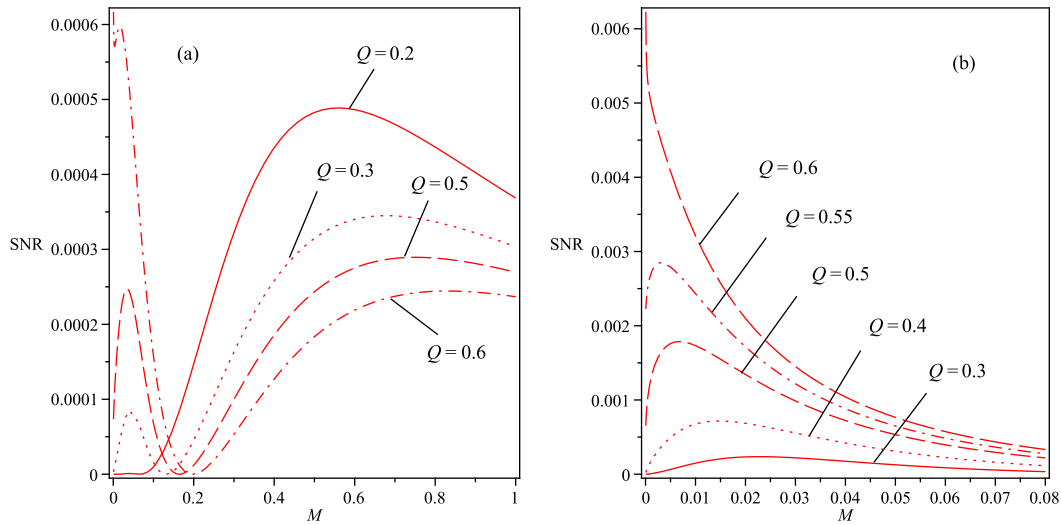 (a)
SNR
0.0006
0.0005
0.0004
0.0003
0.0002
0.0001
0
Q = 0.2
Q = 0.3
Q = 0.5
Q = 0.6
0
0.2
0.4
0.6
0.8
1
M
(b)
SNR
0.006
0.005
0.004
0.003
0.002
0.001
0
Q = 0.6
Q = 0.55
Q = 0.5
Q = 0.4
Q = 0.3
0
0.01
0.02
0.03
0.04
0.05
0.06
0.07
0.08
M